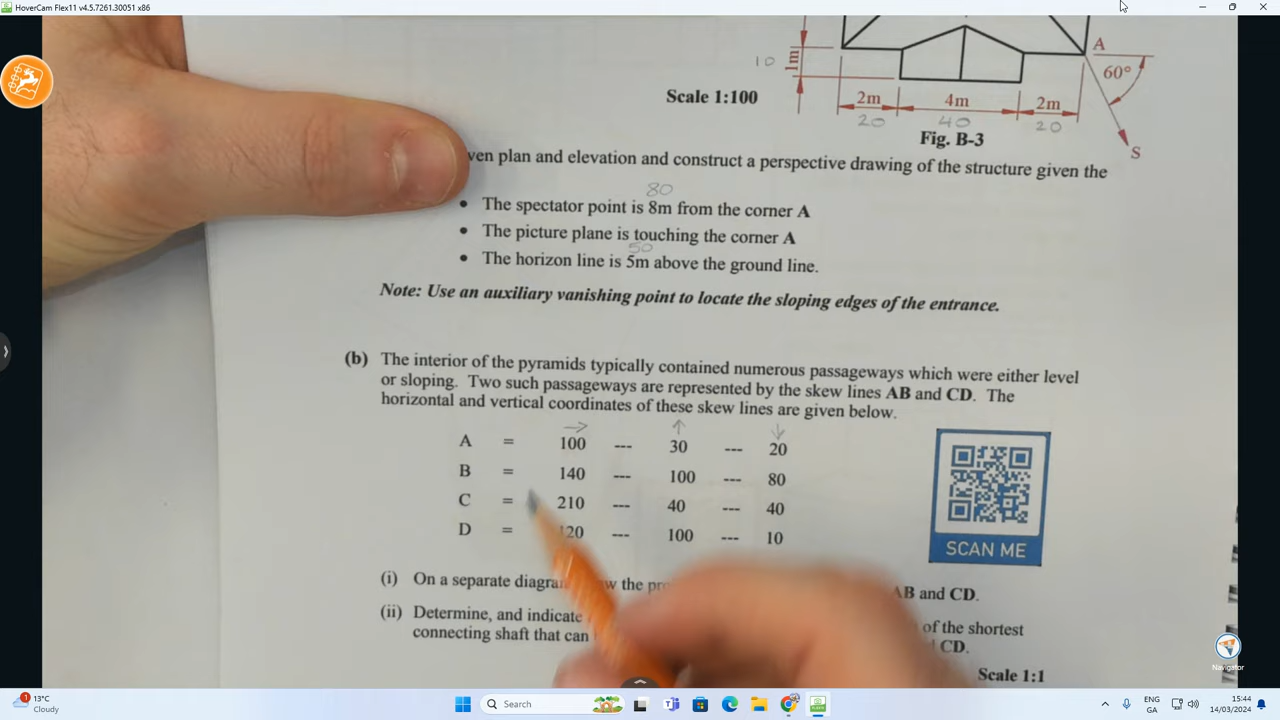 HoverCam Flex11 v4.5.7261.30051 x86
A
60°
10
1m
2m 4m 2m
20 40 20
Scale 1:100
Fig. B-3
S
ven plan and elevation and construct a perspective drawing of the structure given the
80
• The spectator point is 8m from the corner A
• The picture plane is touching the corner A
50
• The horizon line is 5m above the ground line.
Note: Use an auxiliary vanishing point to locate the sloping edges of the entrance.
(b) The interior of the pyramids typically contained numerous passageways which were either level
or sloping. Two such passageways are represented by the skew lines AB and CD. The
horizontal and vertical coordinates of these skew lines are given below.
→ ↑ ↓
A = 100 --- 30 --- 20
B = 140 --- 100 --- 80
C = 210 --- 40 --- 40
D = 120 --- 100 --- 10
SCAN ME
(i) On a separate diagra w the pr AB and CD.
(ii) Determine, and indicate of the shortest
connecting shaft that can CD.
Scale 1:1
Navigator
1
13°C
Cloudy
Search
ENG
GA
15:44
14/03/2024